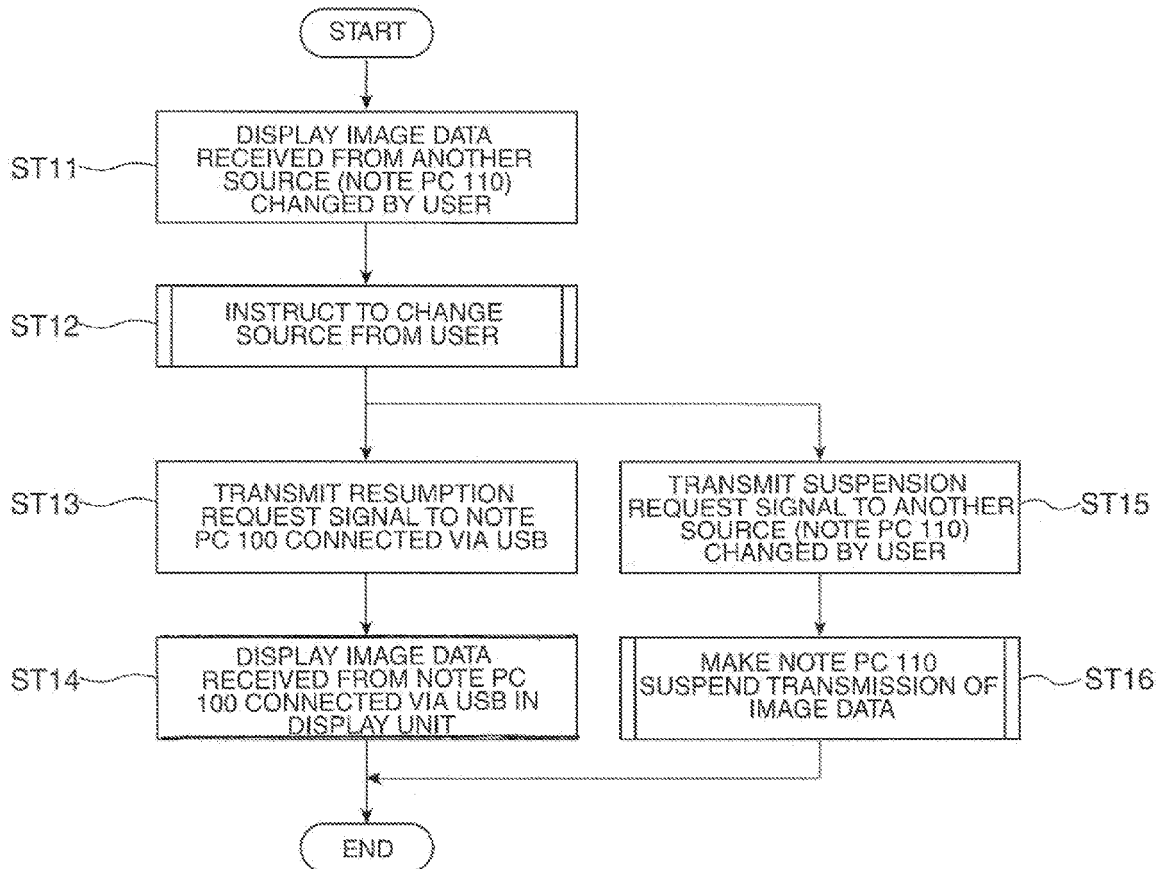 START
ST11
DISPLAY IMAGE DATA
RECEIVED FROM ANOTHER
SOURCE (NOTE PC 110)
CHANGED BY USER
ST12
INSTRUCT TO CHANGE
SOURCE FROM USER
ST13
TRANSMIT RESUMPTION
REQUEST SIGNAL TO NOTE
PC 100 CONNECTED VIA USB
TRANSMIT SUSPENSION
REQUEST SIGNAL TO ANOTHER
SOURCE (NOTE PC 110)
CHANGED BY USER
ST15
ST14
DISPLAY IMAGE DATA
RECEIVED FROM NOTE PC
100 CONNECTED VIA USB IN
DISPLAY UNIT
MAKE NOTE PC 110
SUSPEND TRANSMISSION OF
IMAGE DATA
ST16
END